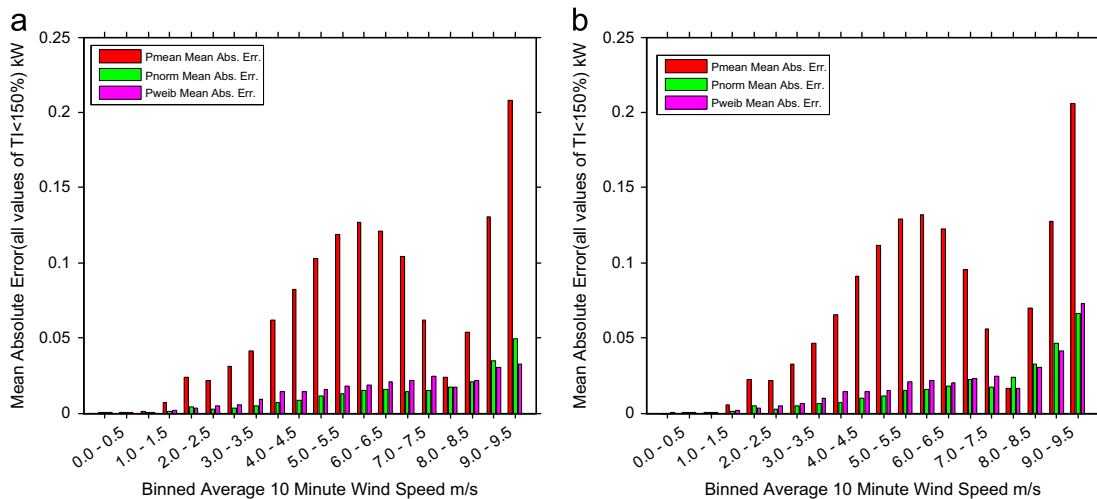 a
Mean Absolute Error(all values of TI<150%) kW
0.25
0.2
0.15
0.1
0.05
0
Pmean Mean Abs. Err.
Pnorm Mean Abs. Err.
Pweib Mean Abs. Err.
0.0 - 0.5
1.0 - 1.5
2.0 - 2.5
3.0 - 3.5
4.0 - 4.5
5.0 - 5.5
6.0 - 6.5
7.0 - 7.5
8.0 - 8.5
9.0 - 9.5
Binned Average 10 Minute Wind Speed m/s
b
Mean Absolute Error(all values of TI<150%) kW
0.25
0.2
0.15
0.1
0.05
0
Pmean Mean Abs. Err.
Pnorm Mean Abs. Err.
Pweib Mean Abs. Err.
0.0 - 0.5
1.0 - 1.5
2.0 - 2.5
3.0 - 3.5
4.0 - 4.5
5.0 - 5.5
6.0 - 6.5
7.0 - 7.5
8.0 - 8.5
9.0 - 9.5
Binned Average 10 Minute Wind Speed m/s